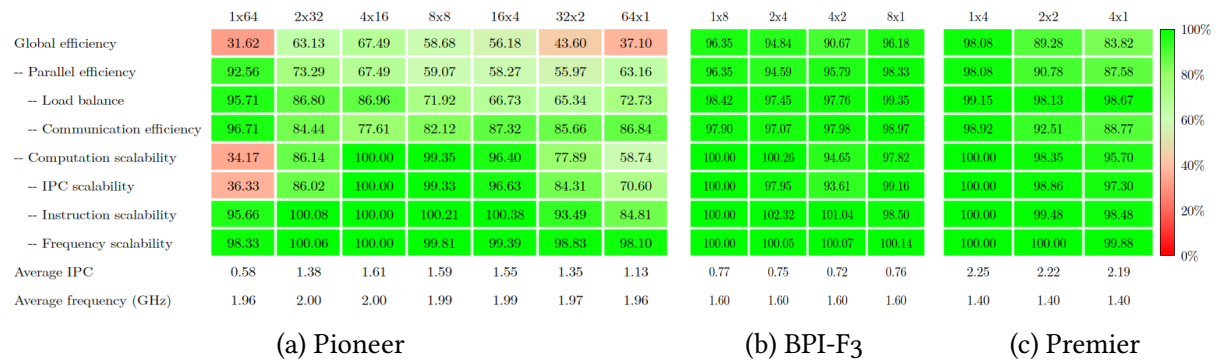 1x64 2x32 4x16 8x8 16x4 32x2 64x1 1x8 2x4 4x2 8x1 1x4 2x2 4x1
Global efficiency 31.62 63.13 67.49 58.68 56.18 43.60 37.10 96.35 94.84 90.67 96.18 98.08 89.28 83.82 100%
-- Parallel efficiency 92.56 73.29 67.49 59.07 58.27 55.97 63.16 96.35 94.59 95.79 98.33 98.08 90.78 87.58 80%
-- Load balance 95.71 86.80 86.96 71.92 66.73 65.34 72.73 98.42 97.45 97.76 99.35 99.15 98.13 98.67 60%
-- Communication efficiency 96.71 84.44 77.61 82.12 87.32 85.66 86.84 97.90 97.07 97.98 98.97 98.92 92.51 88.77
-- Computation scalability 34.17 86.14 100.00 99.35 96.40 77.89 58.74 100.00 100.26 94.65 97.82 100.00 98.35 95.70 40%
-- IPC scalability 36.33 86.02 100.00 99.33 96.63 84.31 70.60 100.00 97.95 93.61 99.16 100.00 98.86 97.30
-- Instruction scalability 95.66 100.08 100.00 100.21 100.38 93.49 84.81 100.00 102.32 101.04 98.50 100.00 99.48 98.48 20%
-- Frequency scalability 98.33 100.06 100.00 99.81 99.39 98.83 98.10 100.00 100.05 100.07 100.14 100.00 100.00 99.88 0%
Average IPC 0.58 1.38 1.61 1.59 1.55 1.35 1.13 0.77 0.75 0.72 0.76 2.25 2.22 2.19
Average frequency (GHz) 1.96 2.00 2.00 1.99 1.99 1.97 1.96 1.60 1.60 1.60 1.60 1.40 1.40 1.40
(a) Pioneer (b) BPI-F3 (c) Premier